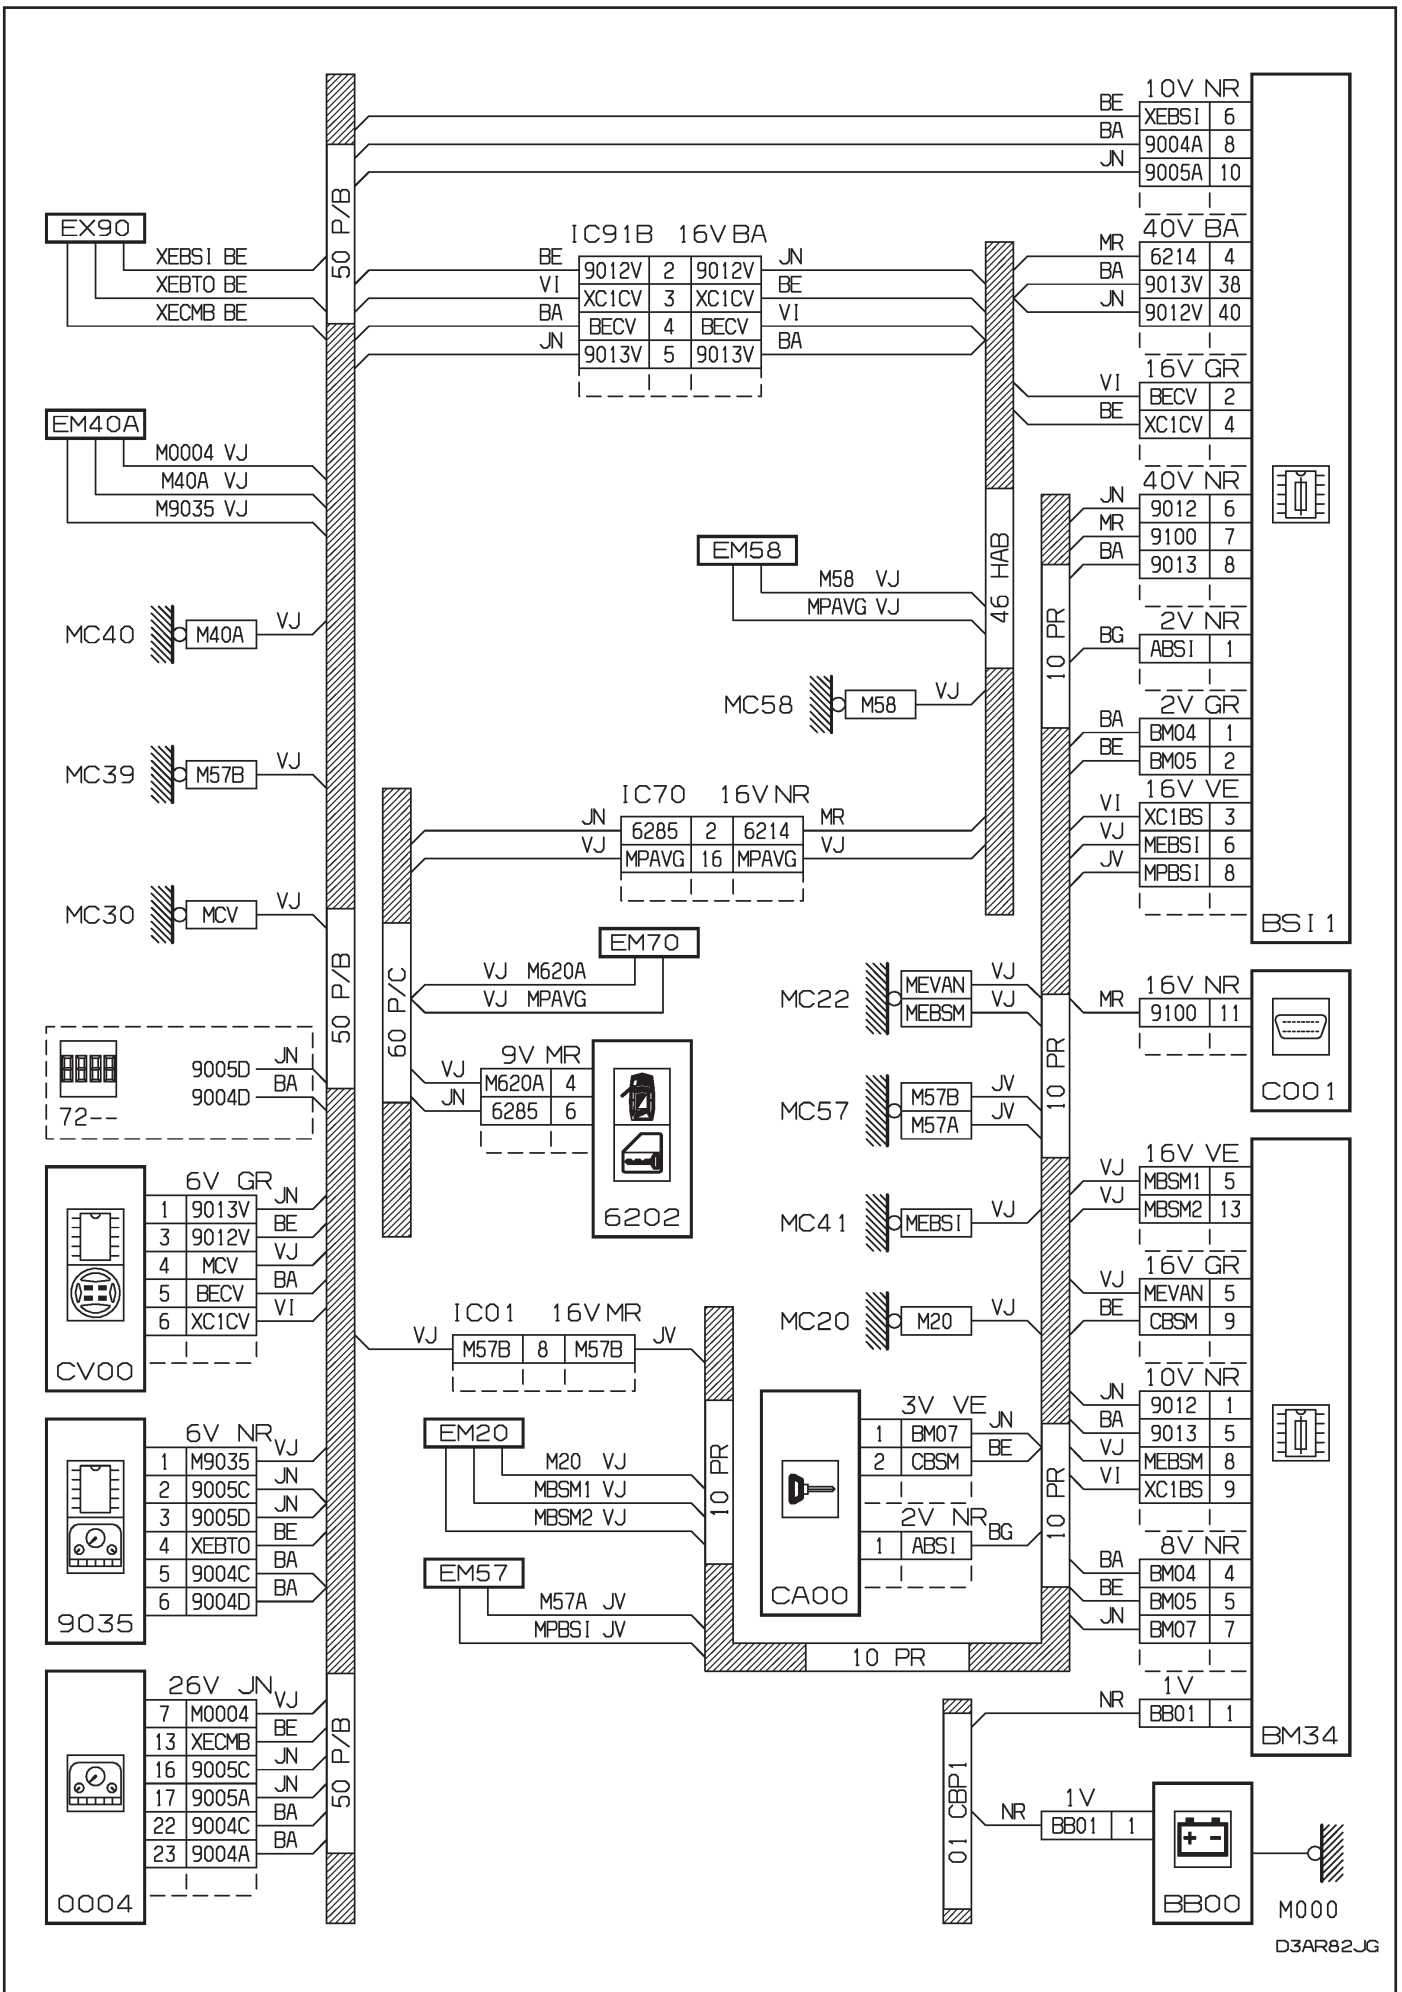 10V NR
BE XEBSI 6
BA 9004A 8
JN 9005A 10
50 P/B
EX90
XEBSI BE
XEBTO BE
XECMB BE
IC91B 16V BA
BE 9012V 2 9012V JN
VI XC1CV 3 XC1CV BE
BA BECV 4 BECV VI
JN 9013V 5 9013V BA
40V BA
MR 6214 4
BA 9013V 38
JN 9012V 40
16V GR
VI BECV 2
BE XC1CV 4
EM40A
M0004 VJ
M40A VJ
M9035 VJ
40V NR
JN 9012 6
MR 9100 7
BA 9013 8
46 HAB
10 PR
EM58
M58 VJ
MPAVG VJ
2V NR
BG ABSI 1
MC40 M40A VJ
MC58 M58 VJ
2V GR
BA BM04 1
BE BM05 2
MC39 M57B VJ
16V VE
VI XC1BS 3
VJ MEBSI 6
JV MPBSI 8
BSI1
IC70 16V NR
JN 6285 2 6214 MR
VJ MPAVG 16 MPAVG VJ
MC30 MCV VJ
50 P/B
60 P/C
EM70
VJ M620A
VJ MPAVG
MC22 MEVAN VJ
MEBSM VJ
16V NR
MR 9100 11
C001
10 PR
72--
9005D JN
9004D BA
9V MR
VJ M620A 4
JN 6285 6
6202
MC57 M57B JV
M57A JV
16V VE
VJ MBSM1 5
VJ MBSM2 13
6V GR
1 9013V JN
3 9012V BE
4 MCV VJ
5 BECV BA
6 XC1CV VI
CV00
MC41 MEBSI VJ
16V GR
VJ MEVAN 5
BE CBSM 9
IC01 16V MR
VJ M57B 8 M57B JV
MC20 M20 VJ
10V NR
JN 9012 1
BA 9013 5
VJ MEBSM 8
VI XC1BS 9
6V NR
1 M9035 VJ
2 9005C JN
3 9005D JN
4 XEBTO BE
5 9004C BA
6 9004D BA
9035
EM20
M20 VJ
MBSM1 VJ
MBSM2 VJ
10 PR
3V VE
1 BM07 JN
2 CBSM BE
2V NR
1 ABSI BG
CA00
10 PR
EM57
M57A JV
MPBSI JV
8V NR
BA BM04 4
BE BM05 5
JN BM07 7
10 PR
26V JN
7 M0004 VJ
13 XECMB BE
16 9005C JN
17 9005A JN
22 9004C BA
23 9004A BA
0004
50 P/B
1V
NR BB01 1
BM34
01 CBP1
1V
NR BB01 1
BB00
M000
D3AR82JG